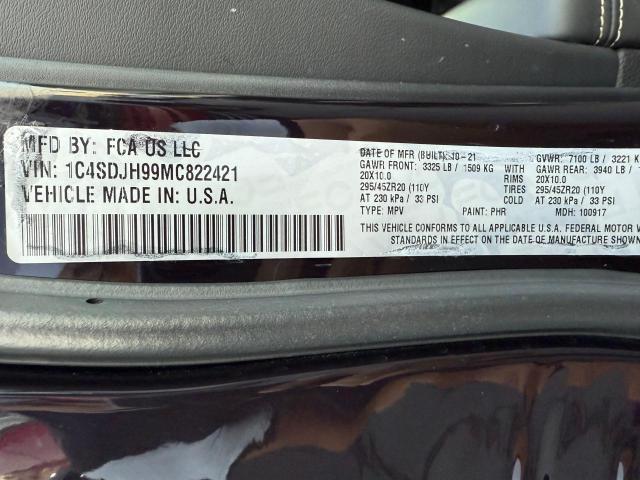 MFD BY: FCA US LLC
VIN: 1C4SDJH99MC822421
VEHICLE MADE IN U.S.A.
DATE OF MFR (BUILT): 10-21 GVWR: 7100 LB / 3221 K
GAWR FRONT: 3325 LB / 1509 KG GAWR REAR: 3940 LB /
20X10.0 RIMS 20X10.0
295/45ZR20 (110Y TIRES 295/45ZR20 (110Y
AT 230 kPa / 33 PSI COLD AT 230 kPa / 33 PSI
TYPE: MPV PAINT: PHR MDH: 100917
THIS VEHICLE CONFORMS TO ALL APPLICABLE U.S.A. FEDERAL MOTOR V
STANDARDS IN EFFECT ON THE DATE OF MANUFACTURE SHOWN